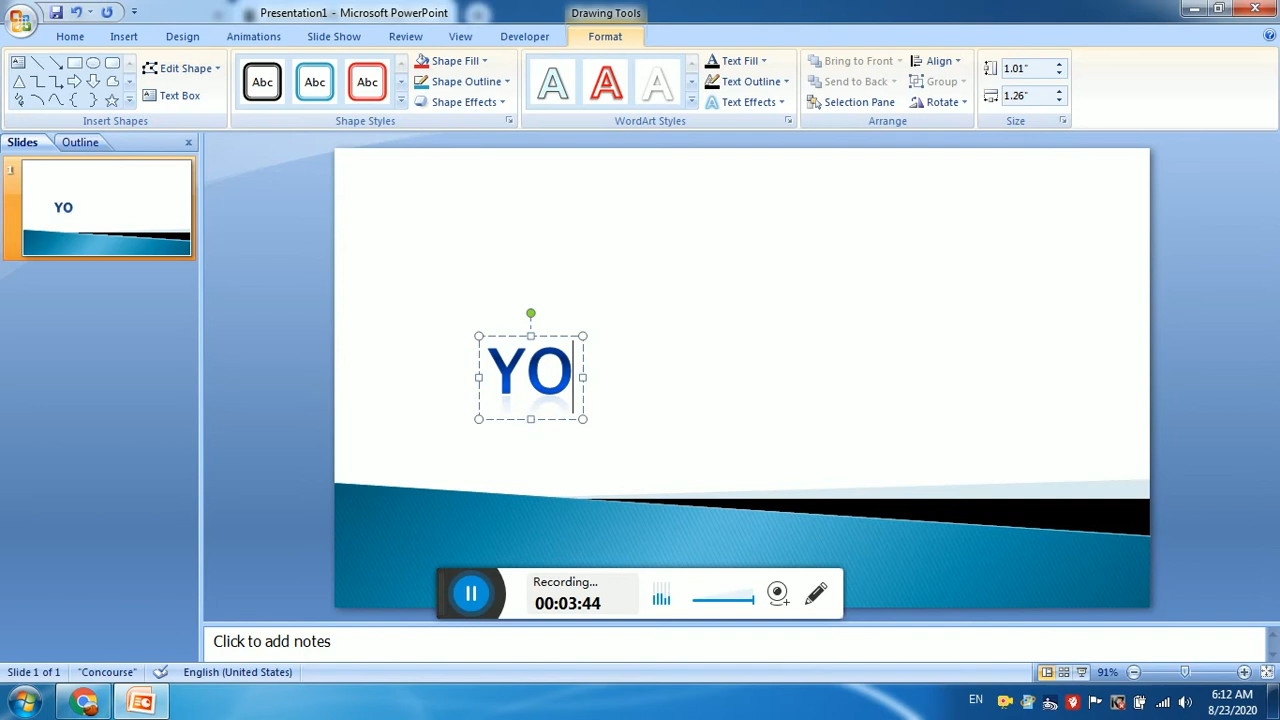 Presentation1 - Microsoft PowerPoint
Drawing Tools
Home Insert Design Animations Slide Show Review View Developer Format
Edit Shape
Text Box
Insert Shapes
Abc Abc Abc
Shape Fill
Shape Outline
Shape Effects
Shape Styles
A A A
Text Fill
Text Outline
Text Effects
WordArt Styles
Bring to Front
Send to Back
Selection Pane
Align
Group
Rotate
Arrange
1.01"
1.26"
Size
Slides Outline
1
YO
YO
Recording...
00:03:44
Click to add notes
Slide 1 of 1 "Concourse" English (United States) 91%
EN
6:12 AM
8/23/2020